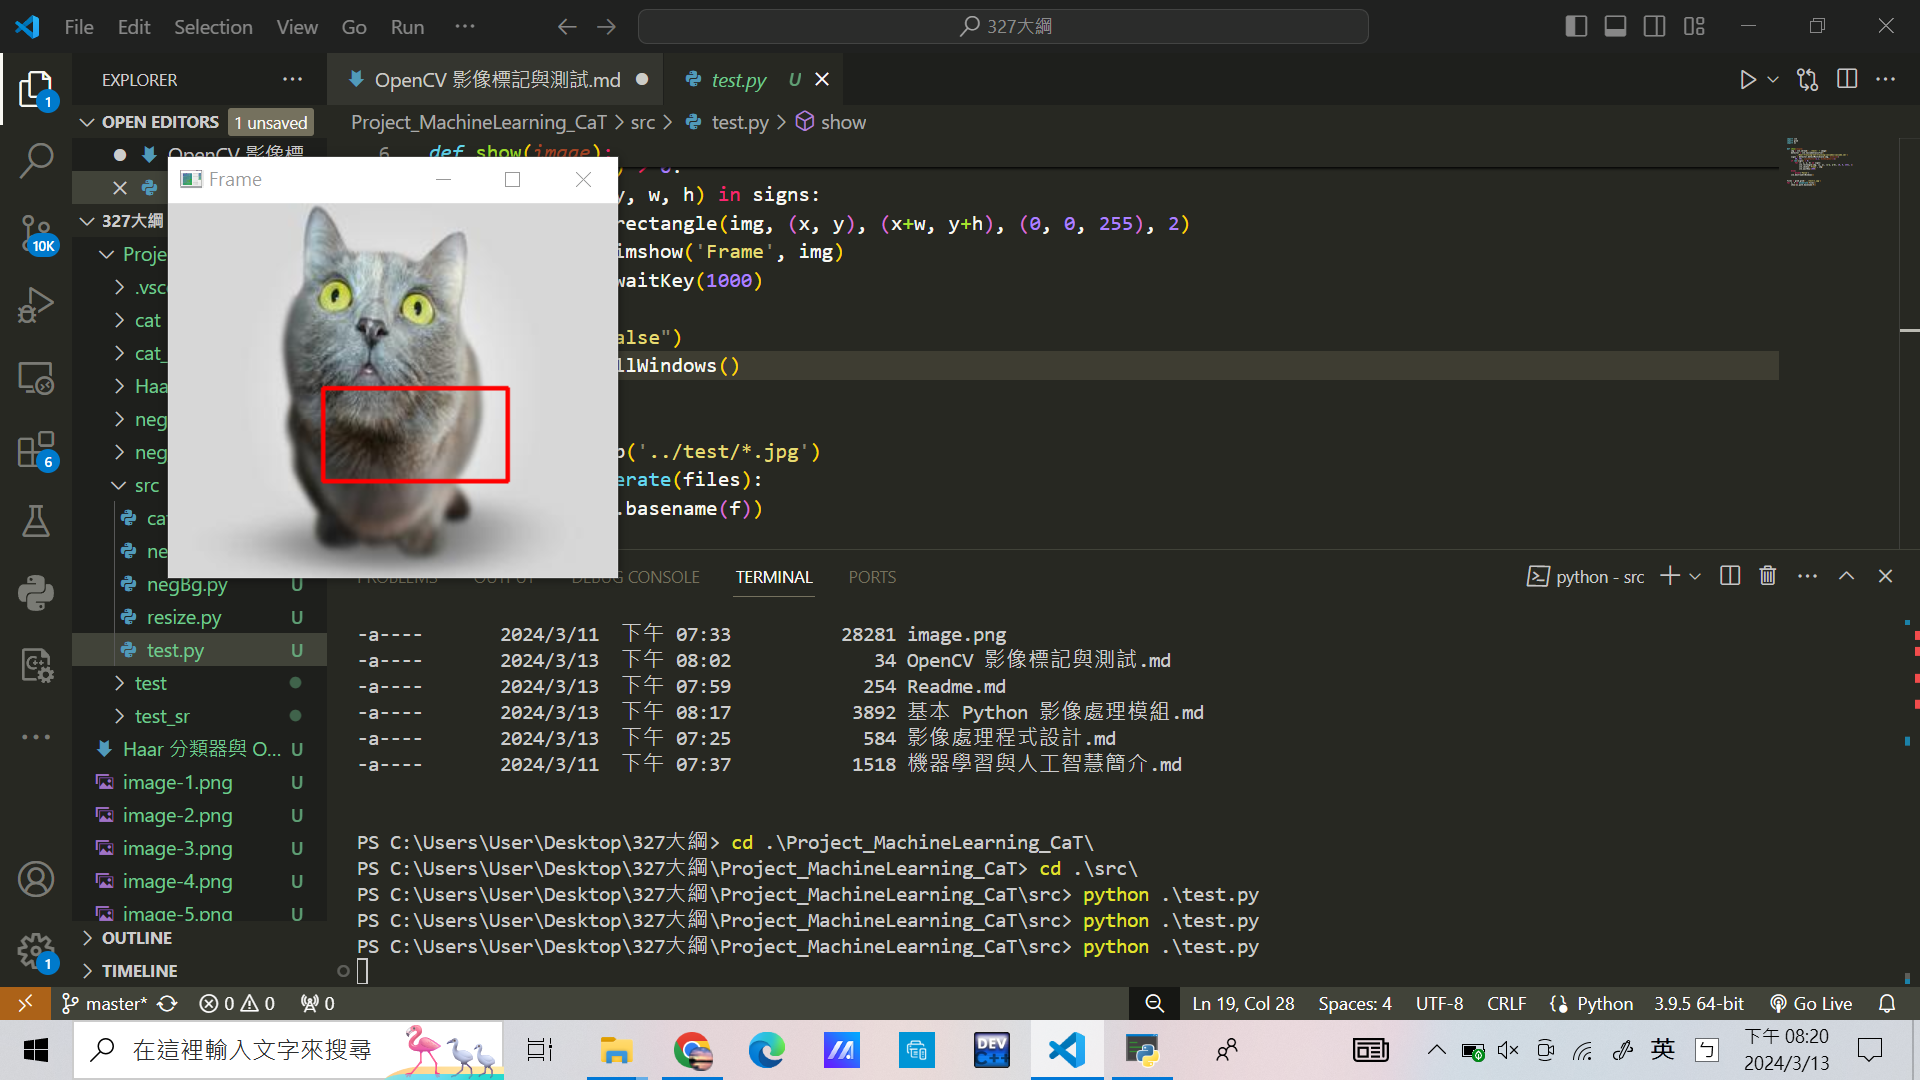 File Edit Selection View Go Run ··· 327大綱
EXPLORER ···
OpenCV 影像標記與測試.md
test.py U
OPEN EDITORS 1 unsaved
Project_MachineLearning_CaT > src > test.py > show
OpenCV 影像標
6 def show(image):
Frame
, w, h) in signs:
rectangle(img, (x, y), (x+w, y+h), (0, 0, 255), 2)
imshow('Frame', img)
waitKey(1000)
alse")
llWindows()
('../test/*.jpg')
erate(files):
.basename(f))
327大綱
Proje
.vsc
cat
cat_
Haa
neg
neg
src
ca
ne
negBg.py U
resize.py U
test.py U
test
test_sr
Haar 分類器與 O... U
image-1.png U
image-2.png U
image-3.png U
image-4.png U
image-5.png U
OUTLINE
TIMELINE
1
10K
6
1
PROBLEMS OUTPUT DEBUG CONSOLE TERMINAL PORTS
python - src
-a---- 2024/3/11 下午 07:33 28281 image.png
-a---- 2024/3/13 下午 08:02 34 OpenCV 影像標記與測試.md
-a---- 2024/3/13 下午 07:59 254 Readme.md
-a---- 2024/3/13 下午 08:17 3892 基本 Python 影像處理模組.md
-a---- 2024/3/13 下午 07:25 584 影像處理程式設計.md
-a---- 2024/3/11 下午 07:37 1518 機器學習與人工智慧簡介.md
PS C:\Users\User\Desktop\327大綱> cd .\Project_MachineLearning_CaT\
PS C:\Users\User\Desktop\327大綱\Project_MachineLearning_CaT> cd .\src\
PS C:\Users\User\Desktop\327大綱\Project_MachineLearning_CaT\src> python .\test.py
PS C:\Users\User\Desktop\327大綱\Project_MachineLearning_CaT\src> python .\test.py
PS C:\Users\User\Desktop\327大綱\Project_MachineLearning_CaT\src> python .\test.py
master* 0 0 0
Ln 19, Col 28 Spaces: 4 UTF-8 CRLF Python 3.9.5 64-bit Go Live
在這裡輸入文字來搜尋
DEV C++
英 ㄅ
下午 08:20
2024/3/13